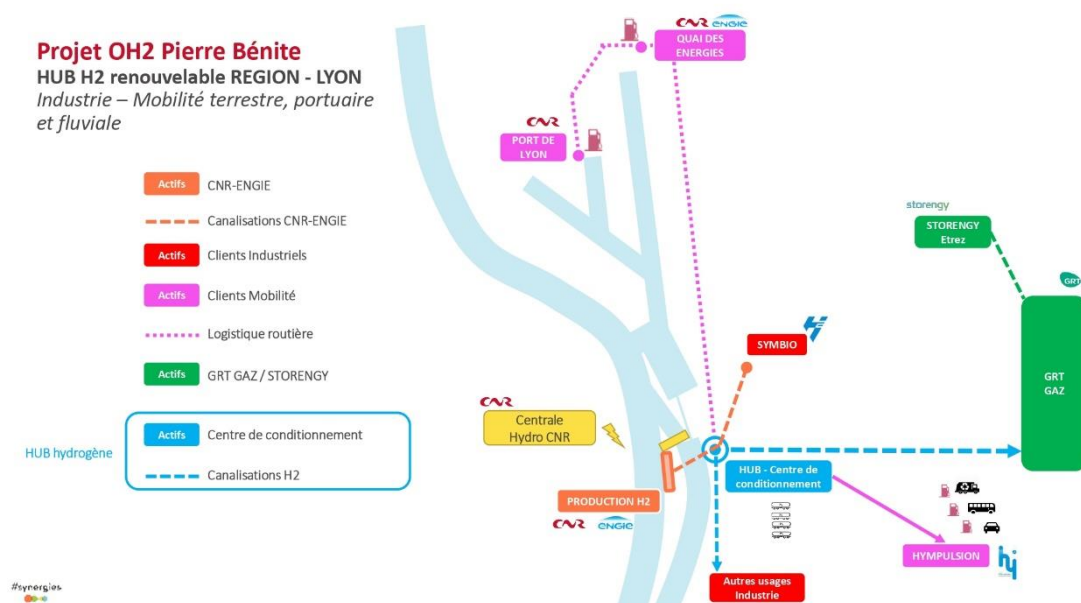 Projet OH2 Pierre Bénite
HUB H2 renouvelable REGION - LYON
Industrie – Mobilité terrestre, portuaire
et fluviale
Actifs CNR-ENGIE
Canalisations CNR-ENGIE
Actifs Clients Industriels
Actifs Clients Mobilité
Logistique routière
Actifs GRT GAZ / STORENGY
HUB hydrogène
Actifs Centre de conditionnement
Canalisations H2
CNR ENGIE
QUAI DES
ENERGIES
CNR
PORT DE
LYON
storengy
STORENGY
Etrez
GRT
GRT
GAZ
SYMBIO
CNR
Centrale
Hydro CNR
HUB - Centre de
conditionnement
PRODUCTION H2
CNR ENGIE
HYMPULSION
hy
Autres usages
Industrie
#synergies